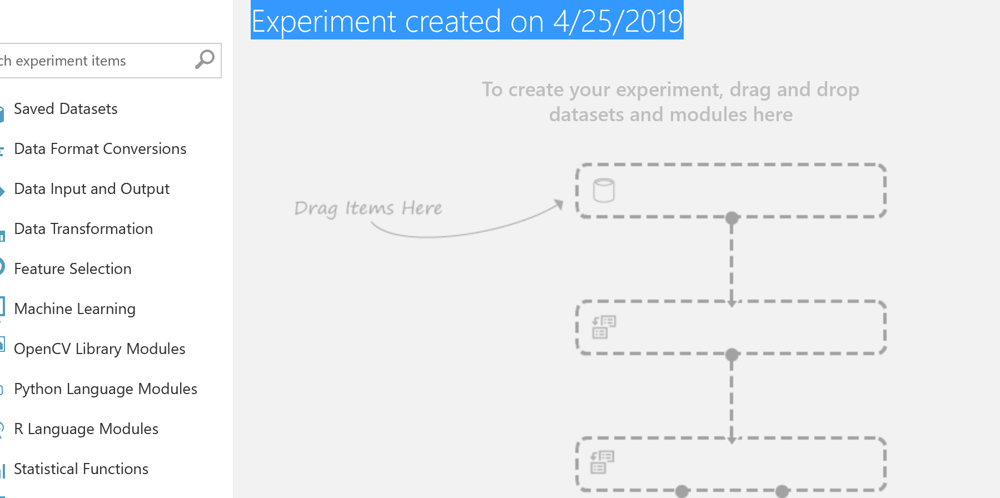 Experiment created on 4/25/2019
ch experiment items
Saved Datasets
Data Format Conversions
Data Input and Output
Data Transformation
Feature Selection
Machine Learning
OpenCV Library Modules
Python Language Modules
R Language Modules
Statistical Functions
To create your experiment, drag and drop
datasets and modules here
Drag Items Here